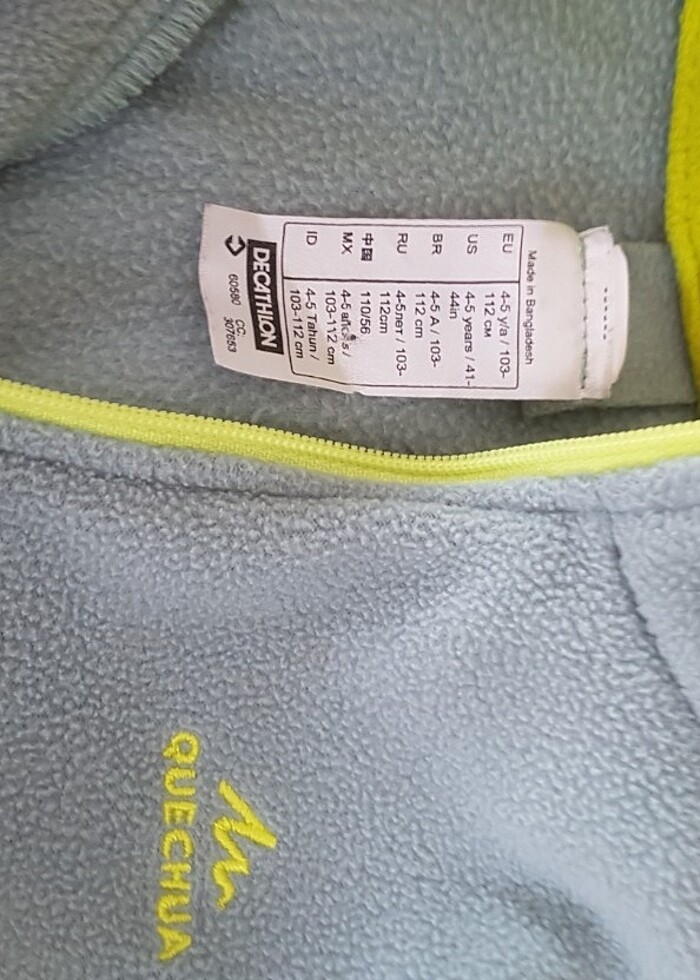 Made in Bangladesh
EU 4-5 y/a / 103-
112 см
US 4-5 years / 41-
44in
BR 4-5 A / 103-
112 cm
RU 4-5лет / 103-
112cm
中国 110/56
MX 4-5 años /
103-112 cm
ID 4-5 Tahun /
103-112 cm
DECATHLON
60580 CC:
307653
QUECHUA